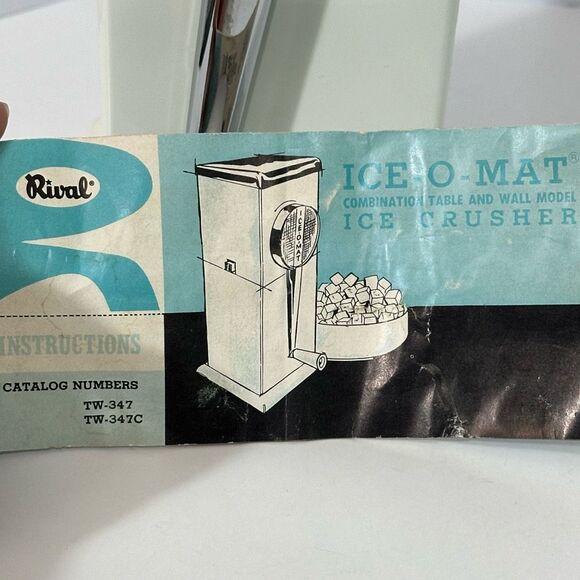 Rival®
ICE-O-MAT®
COMBINATION TABLE AND WALL MODEL
ICE CRUSHER
ICE-O-MAT
INSTRUCTIONS
CATALOG NUMBERS
TW-347
TW-347C